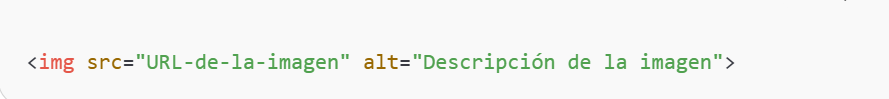 <img src="URL-de-la-imagen" alt="Descripción de la imagen">